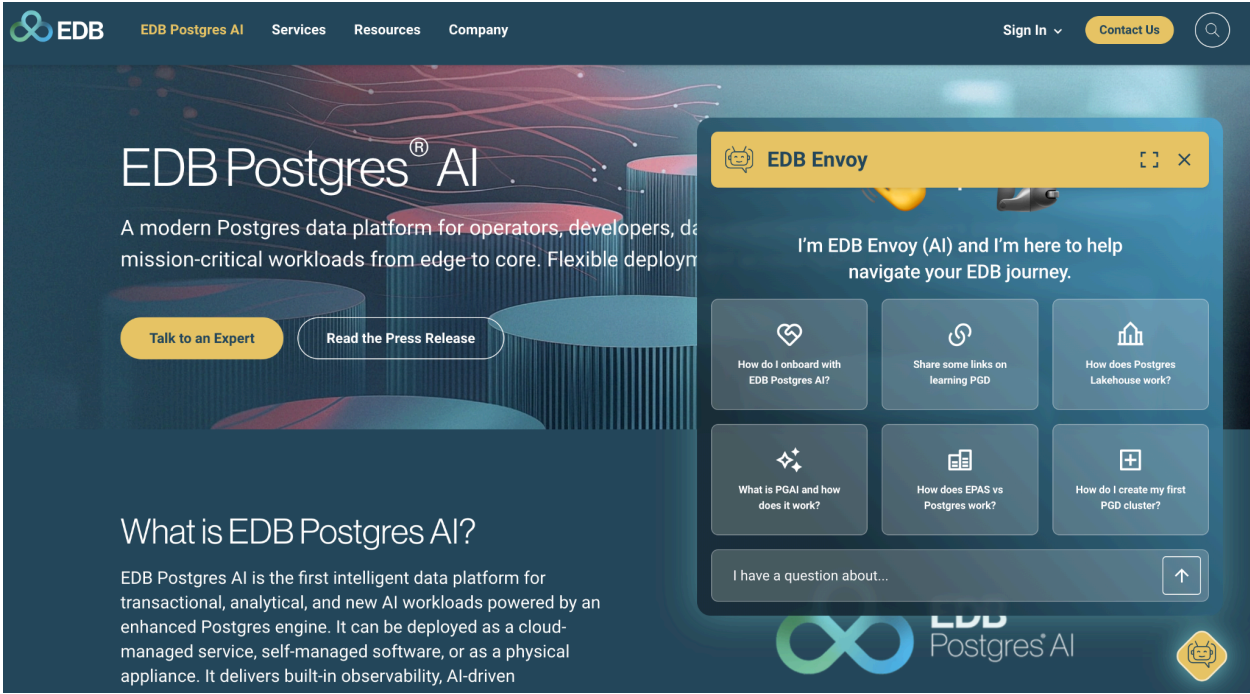 EDB
EDB Postgres AI
Services
Resources
Company
Sign In
Contact Us
EDB Postgres® AI
A modern Postgres data platform for operators, developers,
mission-critical workloads from edge to core. Flexible
Talk to an Expert
Read the Press Release
What is EDB Postgres AI?
EDB Postgres AI is the first intelligent data platform for
transactional, analytical, and new AI workloads powered by an
enhanced Postgres engine. It can be deployed as a cloud-
managed service, self-managed software, or as a physical
appliance. It delivers built-in observability, AI-driven
EDB Envoy
I’m EDB Envoy (AI) and I’m here to help
navigate your EDB journey.
How do I onboard with
EDB Postgres AI?
Share some links on
learning PGD
How does Postgres
Lakehouse work?
What is PGAI and how
does it work?
How does EPAS vs
Postgres work?
How do I create my first
PGD cluster?
I have a question about...
EDB
Postgres® AI